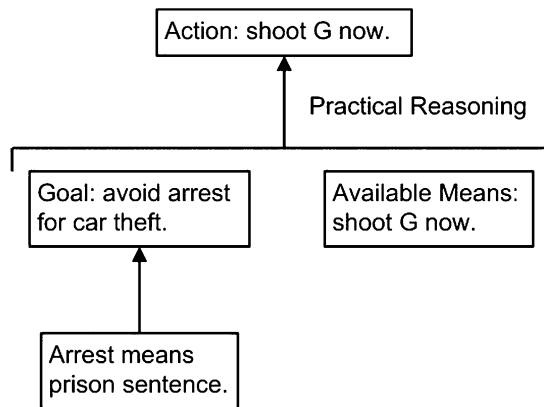 Action: shoot G now.
Practical Reasoning
Goal: avoid arrest
for car theft.
Available Means:
shoot G now.
Arrest means
prison sentence.